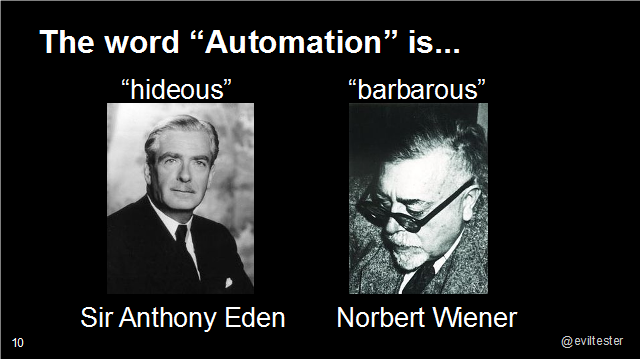 The word “Automation” is...
“hideous” “barbarous”
Sir Anthony Eden Norbert Wiener
10 @eviltester